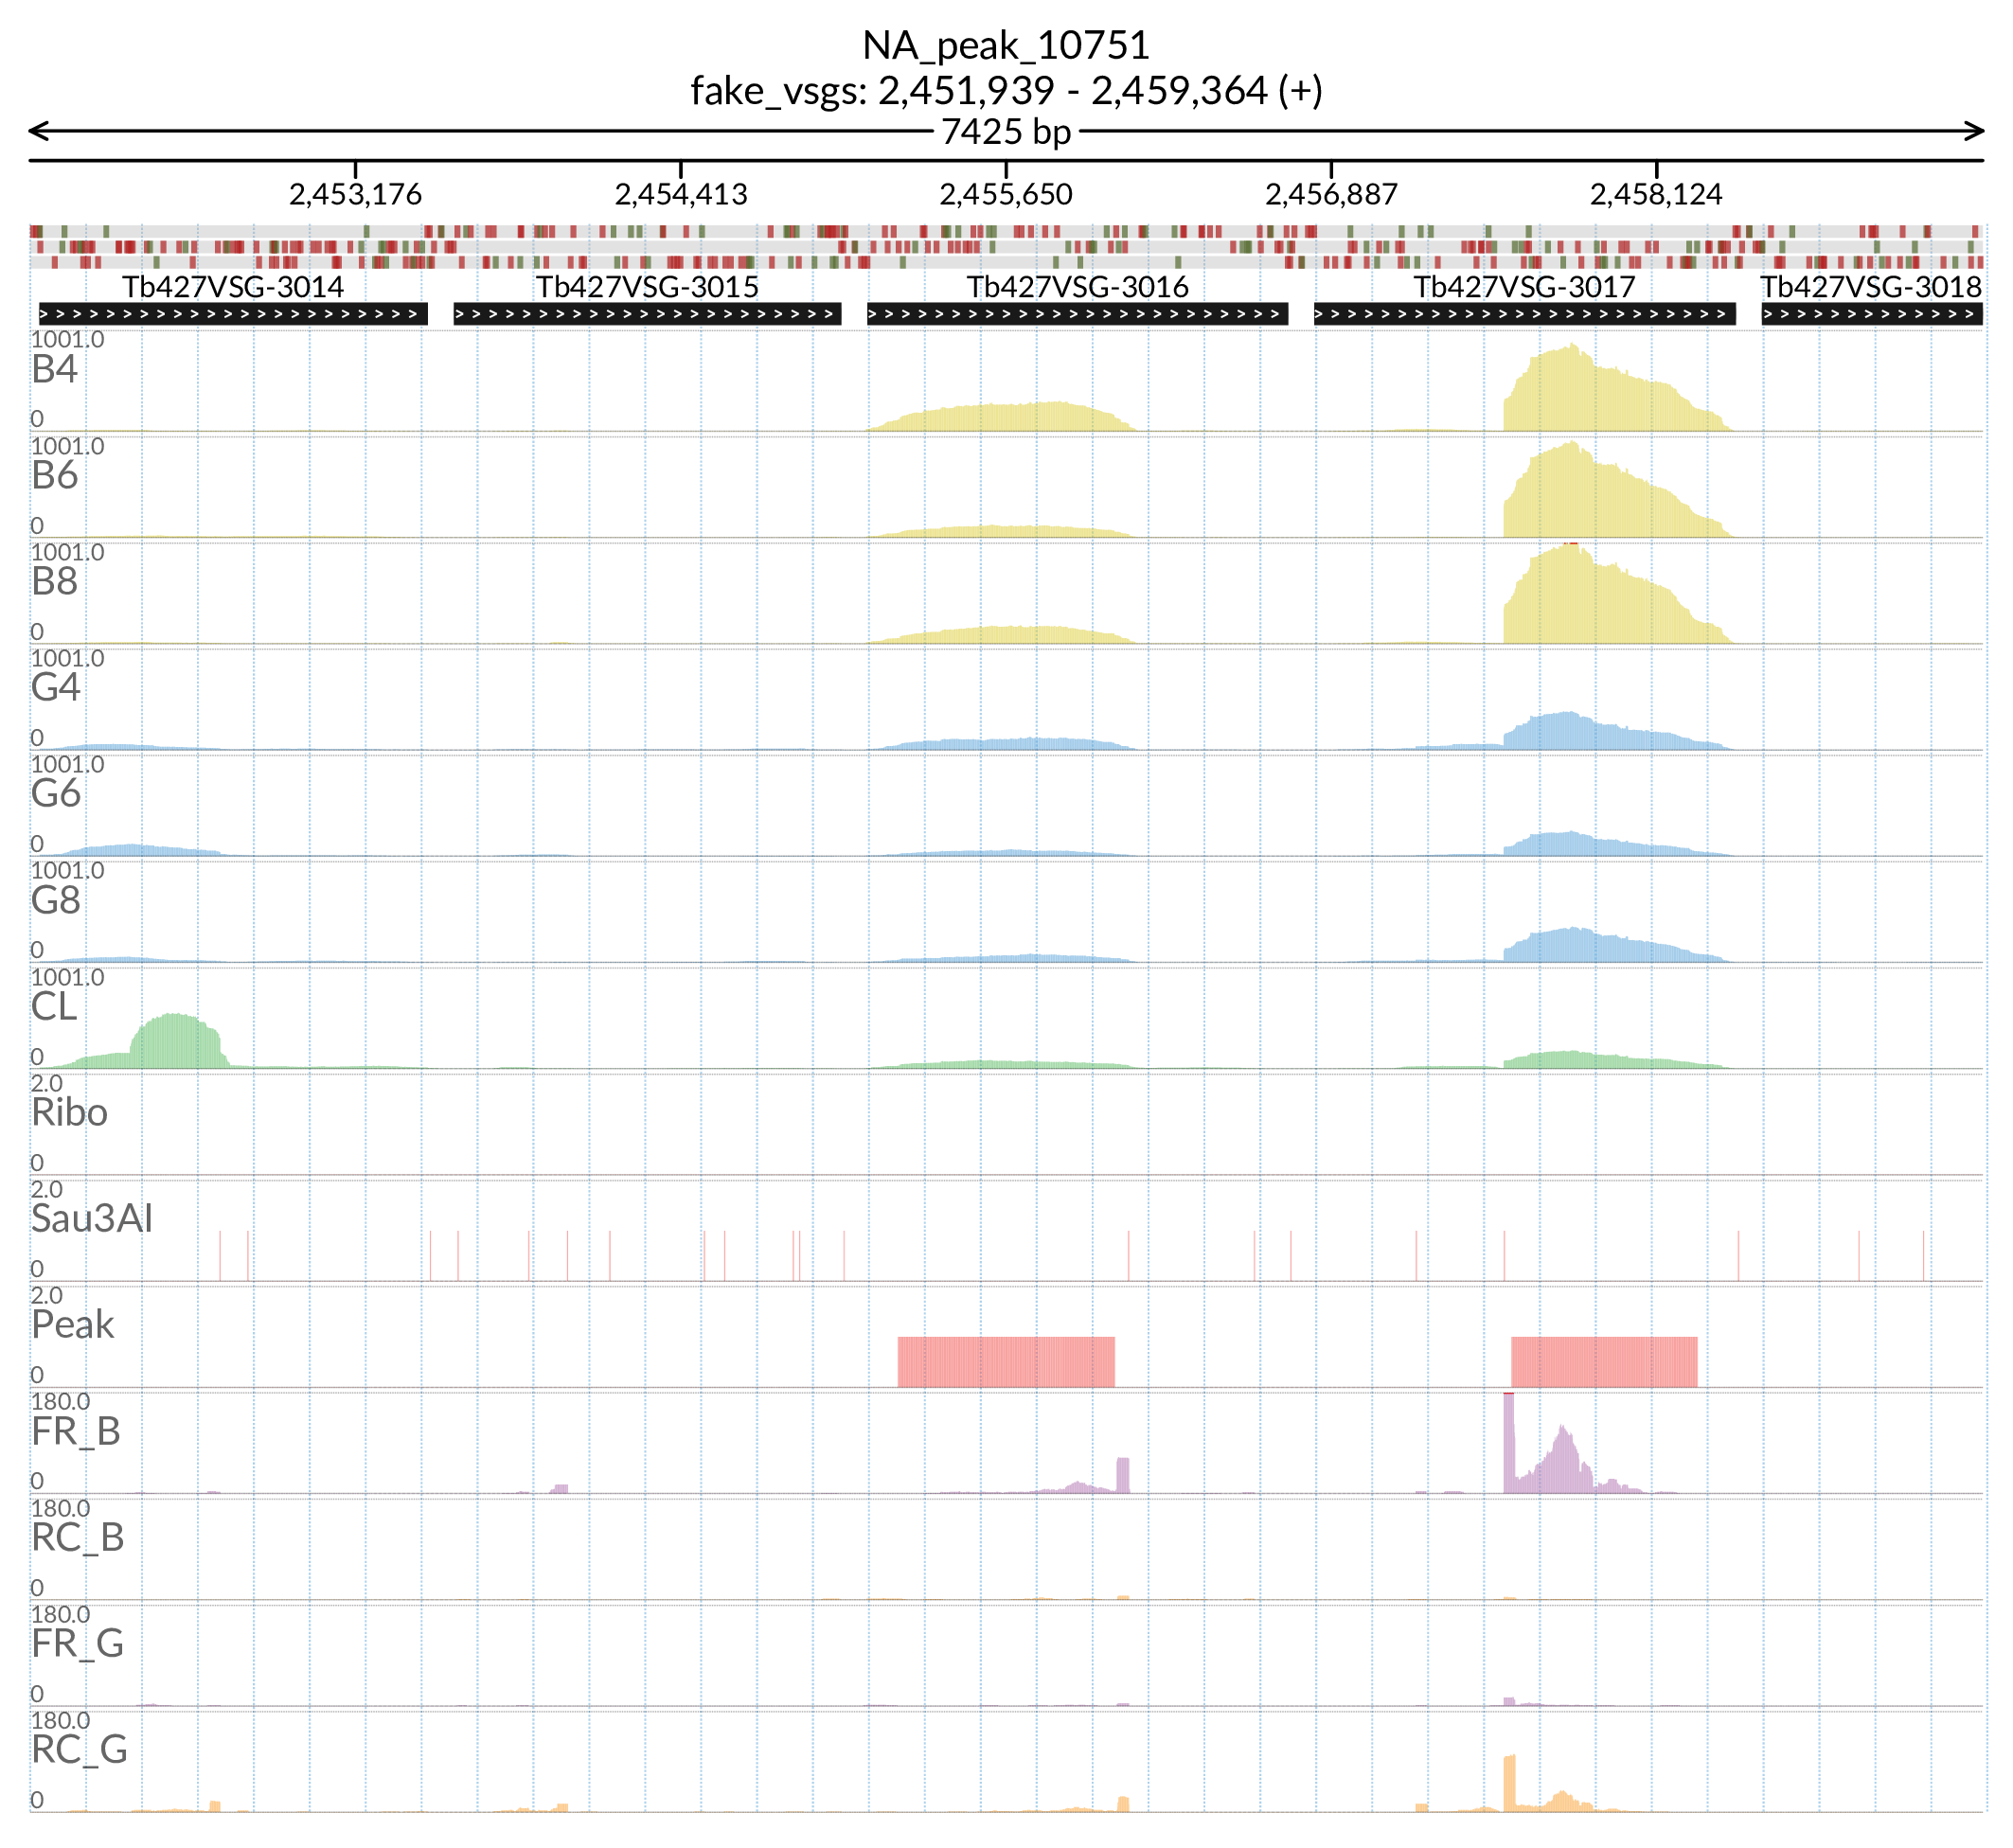 NA_peak_10751
fake_vsgs: 2,451,939 - 2,459,364 (+)
7425 bp
2,453,176 2,454,413 2,455,650 2,456,887 2,458,124
Tb427VSG-3014 Tb427VSG-3015 Tb427VSG-3016 Tb427VSG-3017 Tb427VSG-3018
1001.0
B4
0
1001.0
B6
0
1001.0
B8
0
1001.0
G4
0
1001.0
G6
0
1001.0
G8
0
1001.0
CL
0
2.0
Ribo
0
2.0
Sau3AI
0
2.0
Peak
0
180.0
FR_B
0
180.0
RC_B
0
180.0
FR_G
0
180.0
RC_G
0